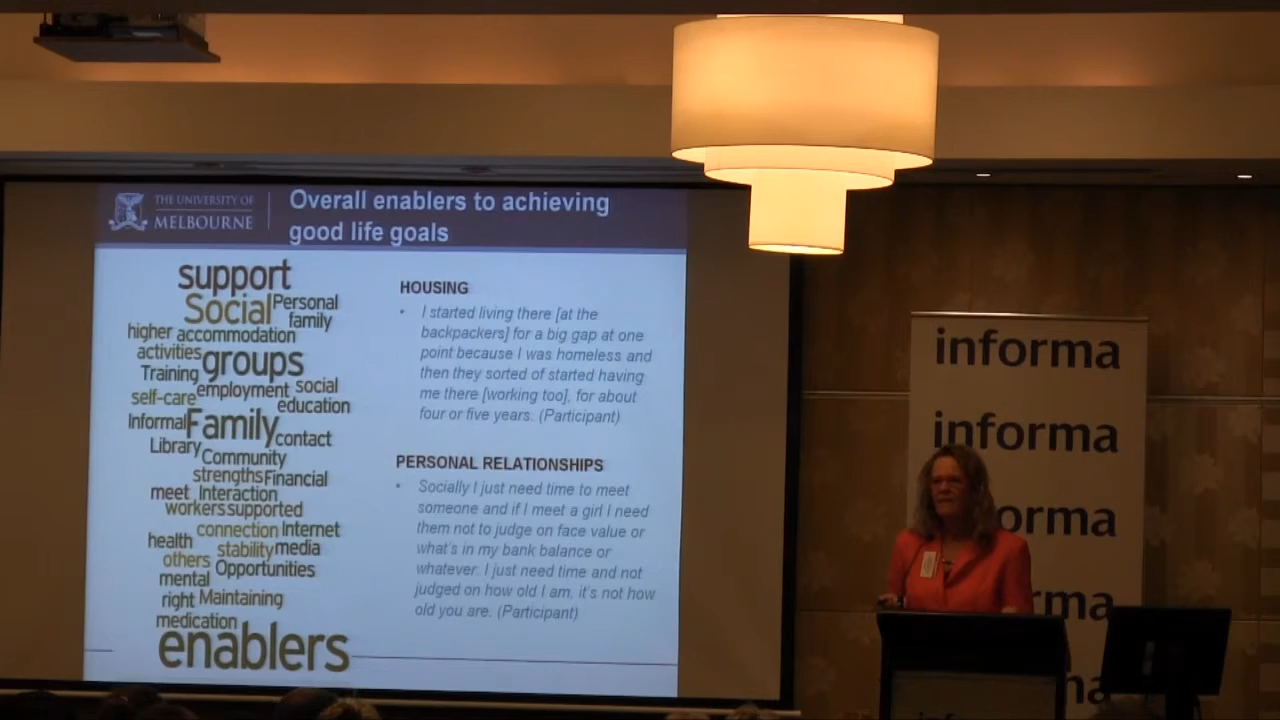 THE UNIVERSITY OF
MELBOURNE
Overall enablers to achieving
good life goals
support
Social Personal
family
higher accommodation
activities groups
Training
employment social
self-care education
Informal Family contact
Library Community
strengths Financial
meet Interaction
workers supported
connection Internet
health stability media
others Opportunities
mental
right Maintaining
medication
enablers
HOUSING
• I started living there [at the
backpackers] for a big gap at one
point because I was homeless and
then they sorted of started having
me there [working too], for about
four or five years. (Participant)
PERSONAL RELATIONSHIPS
• Socially I just need time to meet
someone and if I meet a girl I need
them not to judge on face value or
what's in my bank balance or
whatever. I just need time and not
judged on how old I am, it's not how
old you are. (Participant)
informa
informa
orma
rma
na